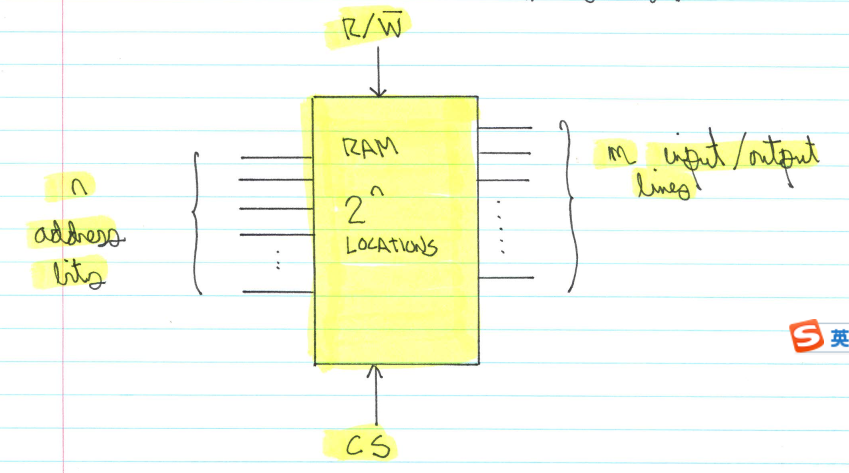 R/W̅
RAM
2ⁿ
LOCATIONS
n
address
bits
m input/output
lines
CS
S 英